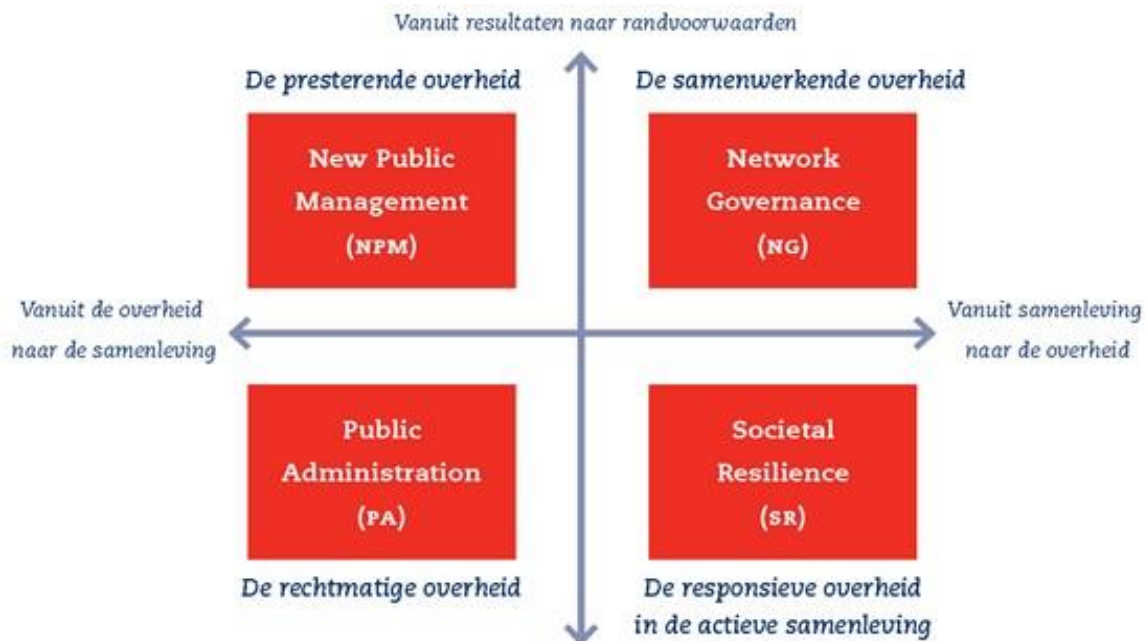 Vanuit resultaten naar randvoorwaarden
De presterende overheid
De samenwerkende overheid
New Public
Management
(NPM)
Network
Governance
(NG)
Vanuit de overheid
naar de samenleving
Vanuit samenleving
naar de overheid
Public
Administration
(PA)
Societal
Resilience
(SR)
De rechtmatige overheid
De responsieve overheid
in de actieve samenleving